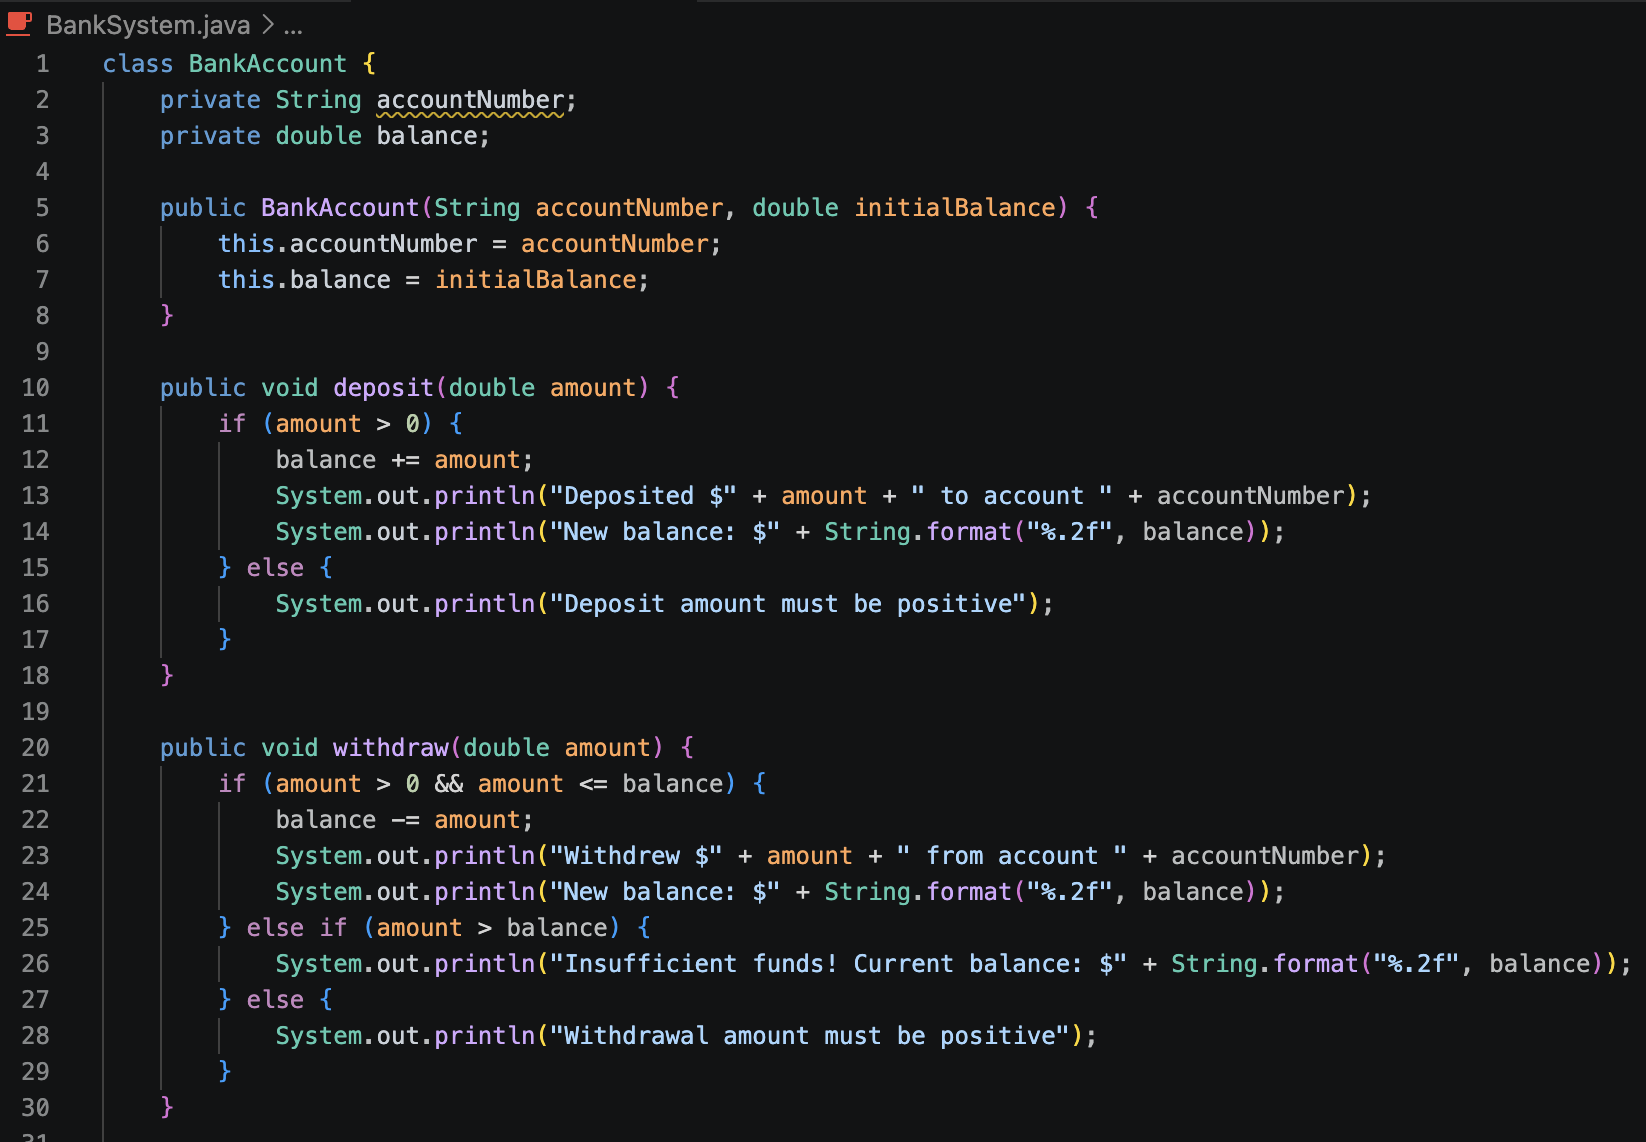 BankSystem.java > ...
1 class BankAccount {
2     private String accountNumber;
3     private double balance;
4
5     public BankAccount(String accountNumber, double initialBalance) {
6         this.accountNumber = accountNumber;
7         this.balance = initialBalance;
8     }
9
10     public void deposit(double amount) {
11         if (amount > 0) {
12             balance += amount;
13             System.out.println("Deposited $" + amount + " to account " + accountNumber);
14             System.out.println("New balance: $" + String.format("%.2f", balance));
15         } else {
16             System.out.println("Deposit amount must be positive");
17         }
18     }
19
20     public void withdraw(double amount) {
21         if (amount > 0 && amount <= balance) {
22             balance -= amount;
23             System.out.println("Withdrew $" + amount + " from account " + accountNumber);
24             System.out.println("New balance: $" + String.format("%.2f", balance));
25         } else if (amount > balance) {
26             System.out.println("Insufficient funds! Current balance: $" + String.format("%.2f", balance));
27         } else {
28             System.out.println("Withdrawal amount must be positive");
29         }
30     }
31